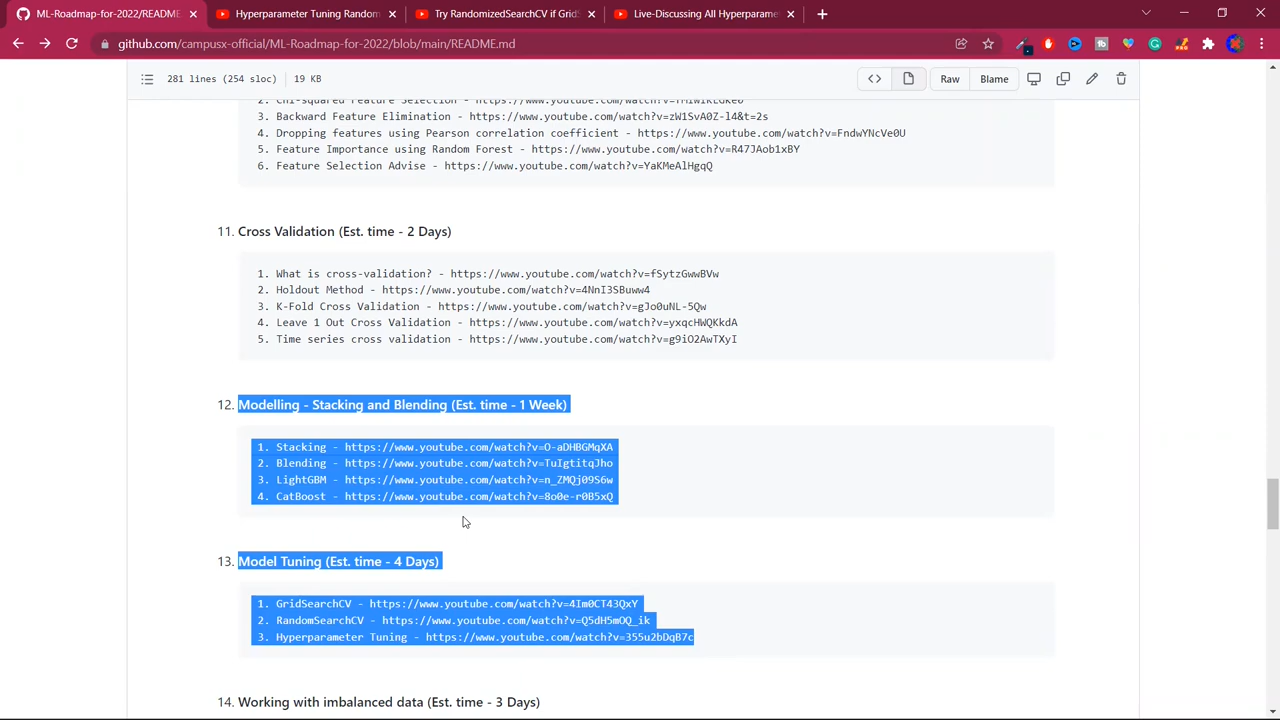 ML-Roadmap-for-2022/README
Hyperparameter Tuning Random
Try RandomizedSearchCV if GridS
Live-Discussing All Hyperparame
github.com/campusx-official/ML-Roadmap-for-2022/blob/main/README.md
281 lines (254 sloc) 19 KB
Raw
Blame
3. Backward Feature Elimination - https://www.youtube.com/watch?v=zW1SvA0Z-l4&t=2s
4. Dropping features using Pearson correlation coefficient - https://www.youtube.com/watch?v=FndwYNcVe0U
5. Feature Importance using Random Forest - https://www.youtube.com/watch?v=R47JAob1xBY
6. Feature Selection Advise - https://www.youtube.com/watch?v=YaKMeAlHgqQ
11. Cross Validation (Est. time - 2 Days)
1. What is cross-validation? - https://www.youtube.com/watch?v=fSytzGwwBVw
2. Holdout Method - https://www.youtube.com/watch?v=4NnI3SBuww4
3. K-Fold Cross Validation - https://www.youtube.com/watch?v=gJo0uNL-5Qw
4. Leave 1 Out Cross Validation - https://www.youtube.com/watch?v=yxqcHWQKkdA
5. Time series cross validation - https://www.youtube.com/watch?v=g9iO2AwTXyI
12. Modelling - Stacking and Blending (Est. time - 1 Week)
1. Stacking - https://www.youtube.com/watch?v=O-aDHBGMqXA
2. Blending - https://www.youtube.com/watch?v=TuIgtitqJho
3. LightGBM - https://www.youtube.com/watch?v=n_ZMQj09S6w
4. CatBoost - https://www.youtube.com/watch?v=8o0e-r0B5xQ
13. Model Tuning (Est. time - 4 Days)
1. GridSearchCV - https://www.youtube.com/watch?v=4Im0CT43QxY
2. RandomSearchCV - https://www.youtube.com/watch?v=Q5dH5mOQ_ik
3. Hyperparameter Tuning - https://www.youtube.com/watch?v=355u2bDqB7c
14. Working with imbalanced data (Est. time - 3 Days)